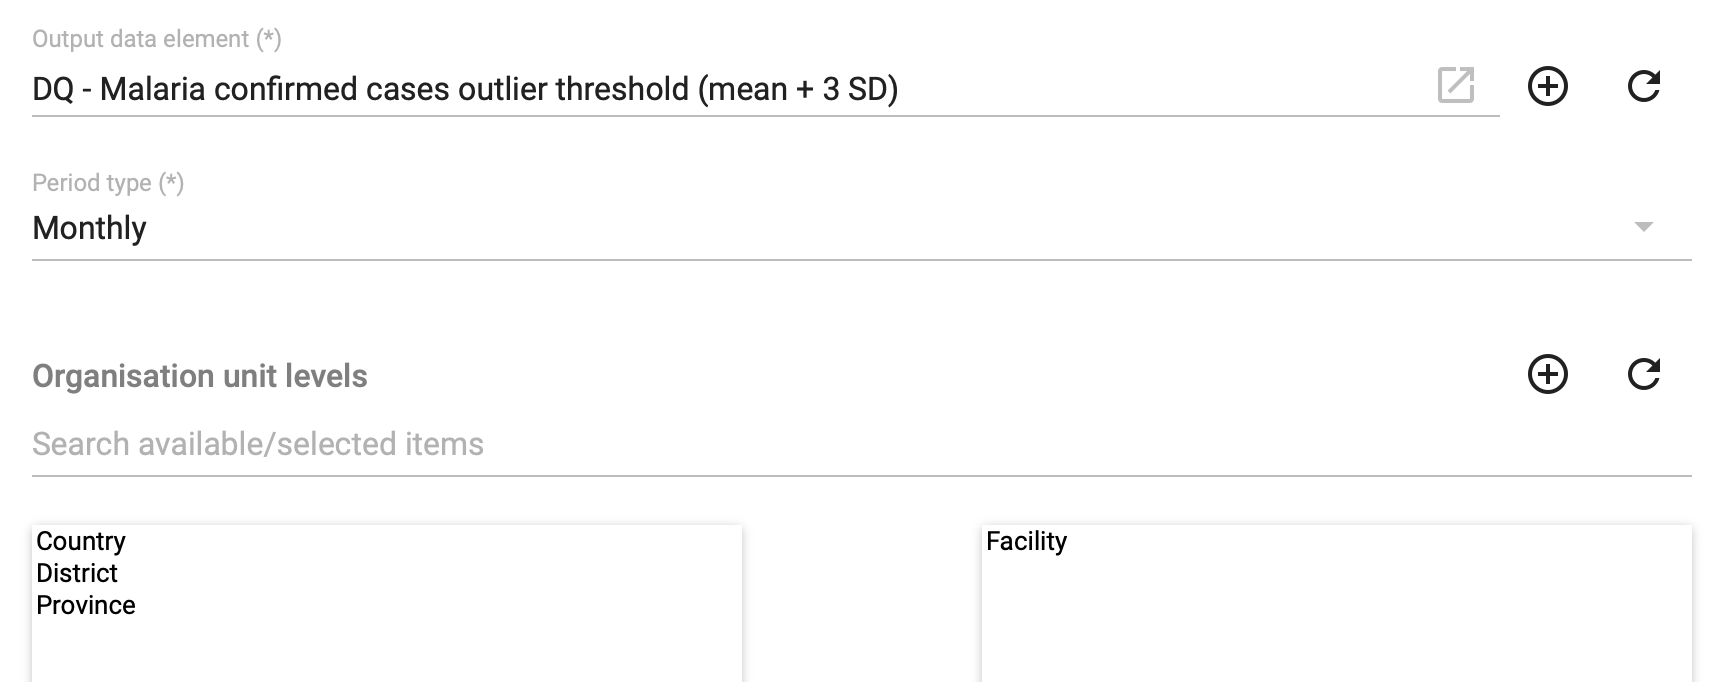 Output data element (*)
DQ - Malaria confirmed cases outlier threshold (mean + 3 SD)
Period type (*)
Monthly
Organisation unit levels
Search available/selected items
Country
District
Province
Facility